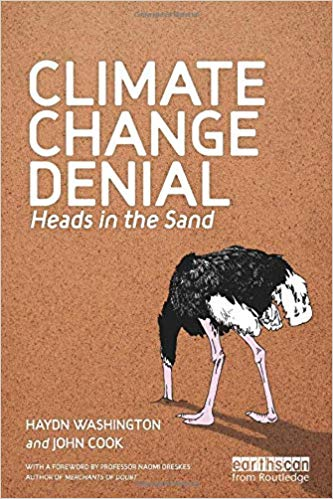 CLIMATE
CHANGE
DENIAL
Heads in the Sand
HAYDN WASHINGTON
and JOHN COOK
WITH A FOREWORD BY PROFESSOR NAOMI ORESKES
AUTHOR OF MERCHANTS OF DOUBT
earthscan
from Routledge